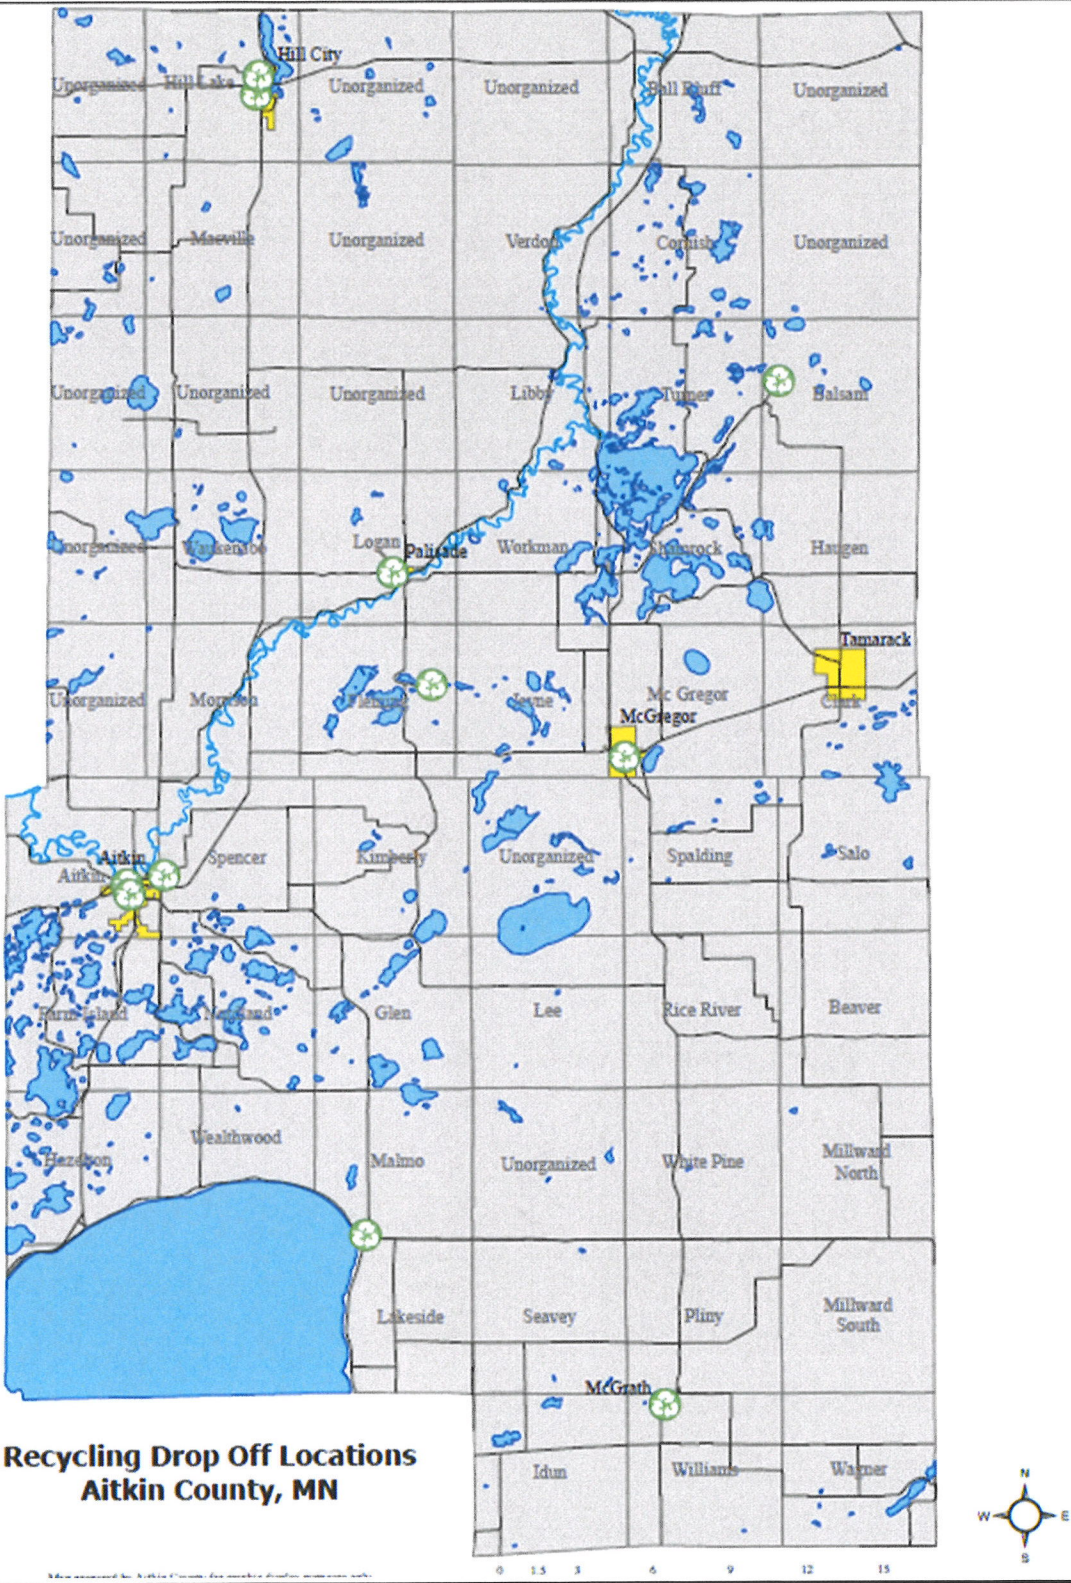 Hill City
Unorganized
Hill Lake
Unorganized
Unorganized
Ball Bluff
Unorganized
Unorganized
Macville
Unorganized
Verdon
Cornish
Unorganized
Unorganized
Unorganized
Unorganized
Libby
Turner
Balsam
Unorganized
Waukenabo
Logan
Palisade
Workman
Shamrock
Haugen
Tamarack
Unorganized
Morrison
Fleming
Jevne
Mc Gregor
Clark
McGregor
Aitkin
Aitkin
Spencer
Kimberly
Unorganized
Spalding
Salo
Farm Island
Nordland
Glen
Lee
Rice River
Beaver
Wealthwood
Hazelton
Malmo
Unorganized
White Pine
Millward
North
Lakeside
Seavey
Pliny
Millward
South
McGrath
Idun
Williams
Wagner
Recycling Drop Off Locations
Aitkin County, MN
N
W
E
S
0 1.5 3 6 9 12 15